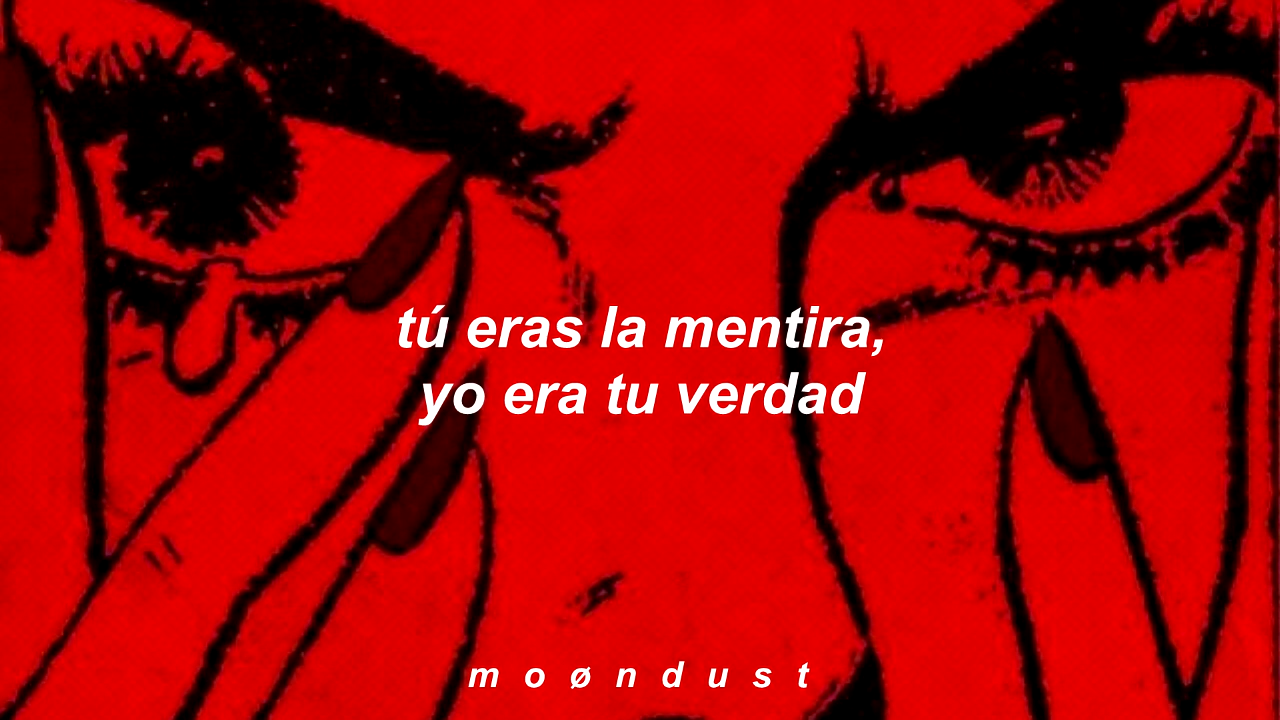 tú eras la mentira,
yo era tu verdad
m o ø n d u s t